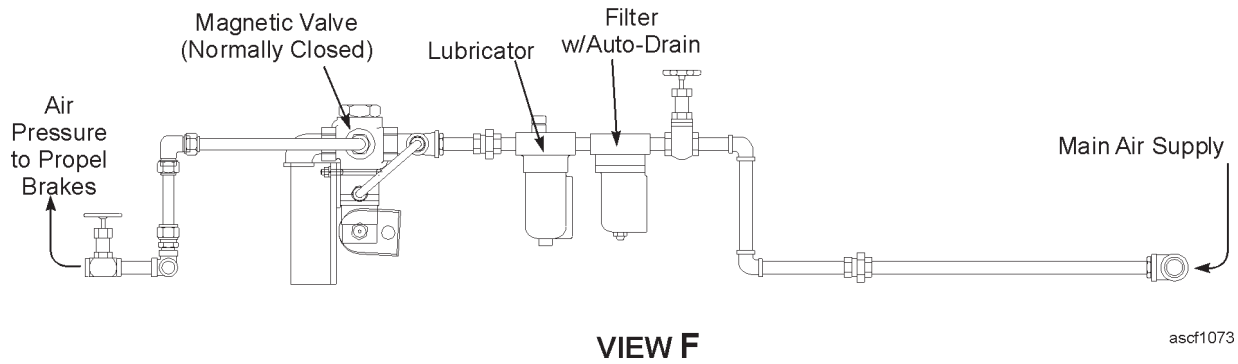 Magnetic Valve
(Normally Closed)
Lubricator
Filter
w/Auto-Drain
Air
Pressure
to Propel
Brakes
Main Air Supply
VIEW F
ascf1073